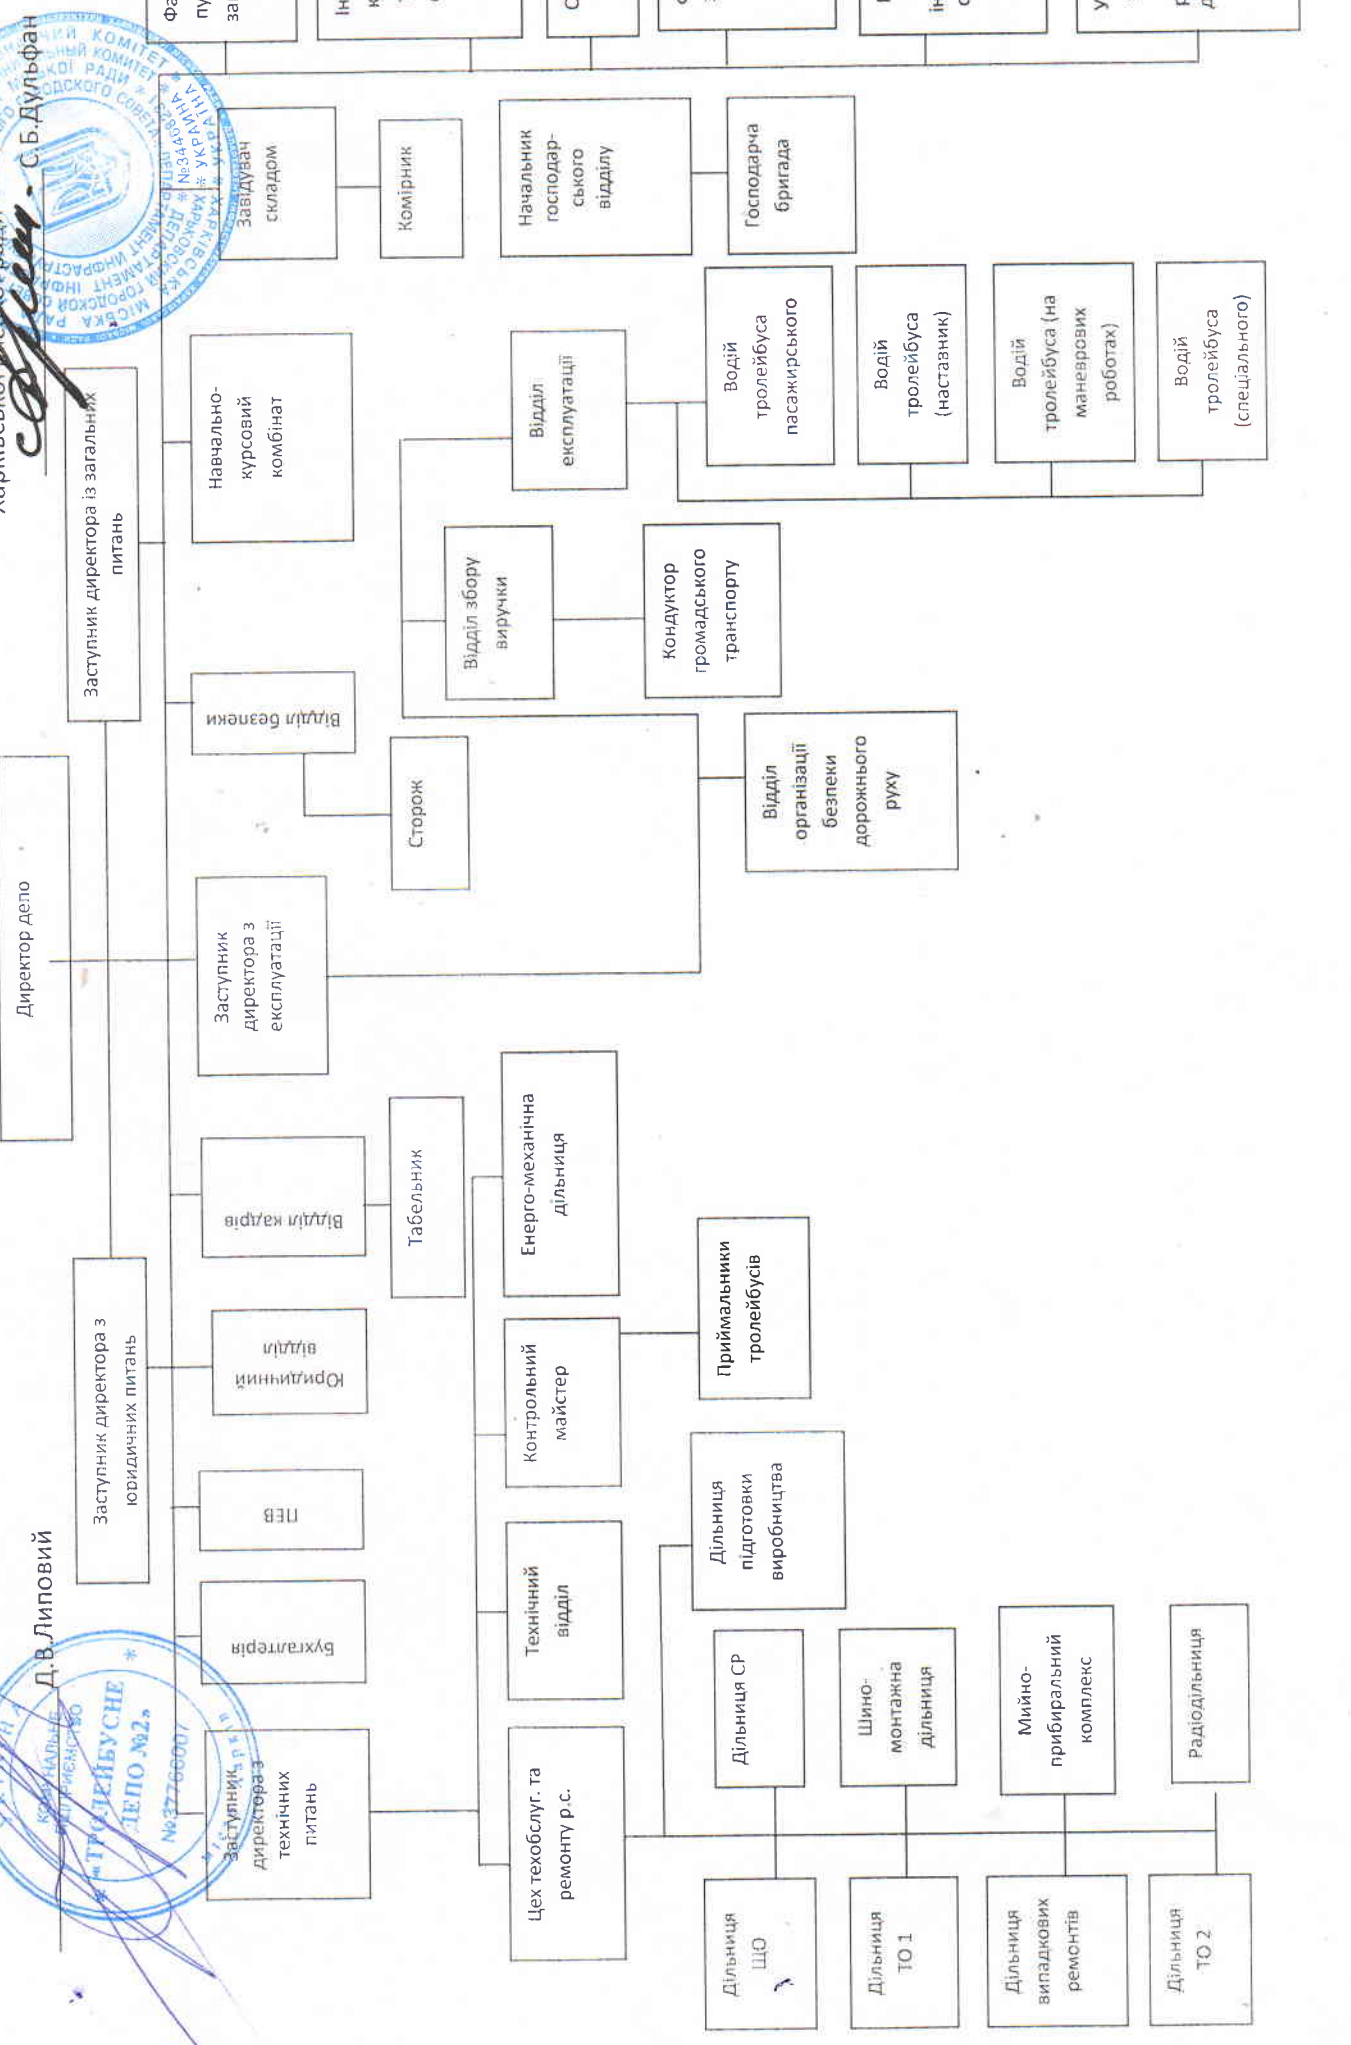 Д.В.Липовий
С.Б.Дульфан
Директор депо
Заступник директора з
юридичних питань
Заступник директора із загальних
питань
Заступник
директора з
технічних
питань
Бухгалтерія
ПЕВ
Юридичний
відділ
Відділ кадрів
Заступник
директора з
експлуатації
Відділ безпеки
Навчально-
курсовий
комбінат
Завідувач
складом
Табельник
Сторож
Комірник
Цех техобслуг. та
ремонту р.с.
Технічний
відділ
Контрольний
майстер
Енерго-механічна
дільниця
Відділ збору
виручки
Відділ
експлуатації
Начальник
господар-
ського
відділу
Дільниця
ЩО
Дільниця СР
Дільниця
підготовки
виробництва
Приймальники
тролейбусів
Відділ
організації
безпеки
дорожнього
руху
Кондуктор
громадського
транспорту
Водій
тролейбуса
пасажирського
Господарча
бригада
Дільниця
ТО 1
Шино-
монтажна
дільниця
Водій
тролейбуса
(наставник)
Дільниця
випадкових
ремонтів
Мийно-
прибиральний
комплекс
Водій
тролейбуса (на
маневрових
роботах)
Дільниця
ТО 2
Радіодільниця
Водій
тролейбуса
(спеціального)
КОМУНАЛЬНЕ
ПІДПРИЄМСТВО
«ТРОЛЕЙБУСНЕ
ДЕПО №2»
№37766007